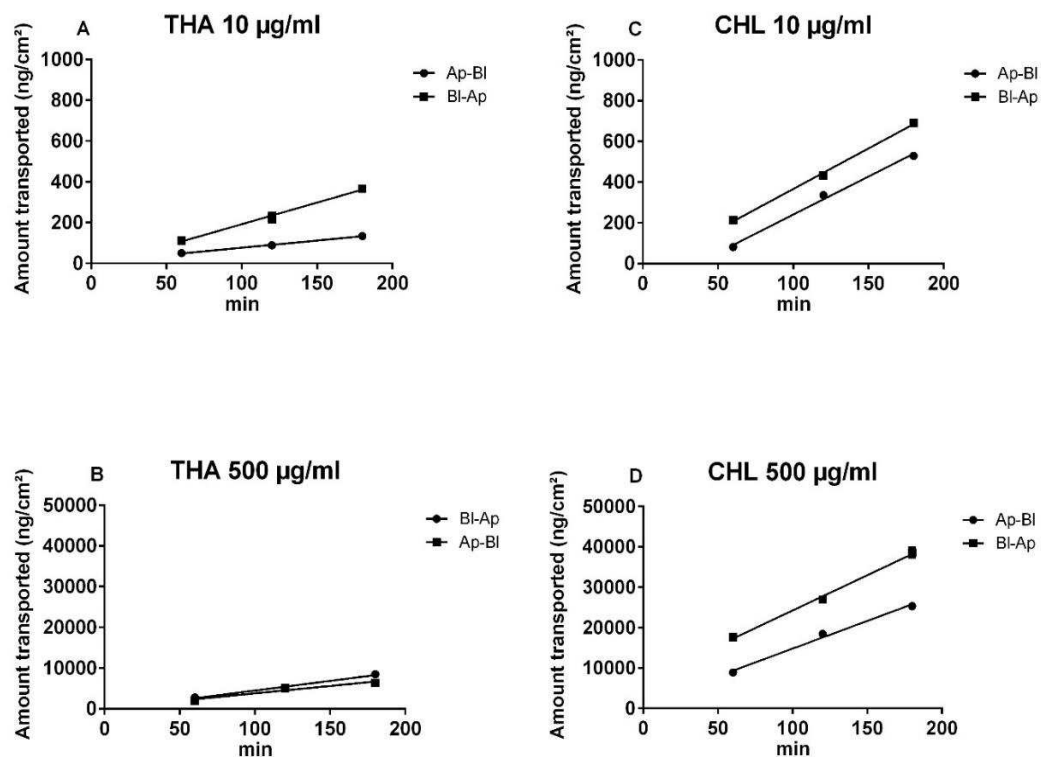 A
THA 10 µg/ml
Amount transported (ng/cm²)
1000
800
600
400
200
0
0 50 100 150 200
min
Ap-Bl
Bl-Ap
C
CHL 10 µg/ml
Amount transported (ng/cm²)
1000
800
600
400
200
0
0 50 100 150 200
min
Ap-Bl
Bl-Ap
B
THA 500 µg/ml
Amount transported (ng/cm²)
50000
40000
30000
20000
10000
0
0 50 100 150 200
min
Bl-Ap
Ap-Bl
D
CHL 500 µg/ml
Amount transported (ng/cm²)
50000
40000
30000
20000
10000
0
0 50 100 150 200
min
Ap-Bl
Bl-Ap